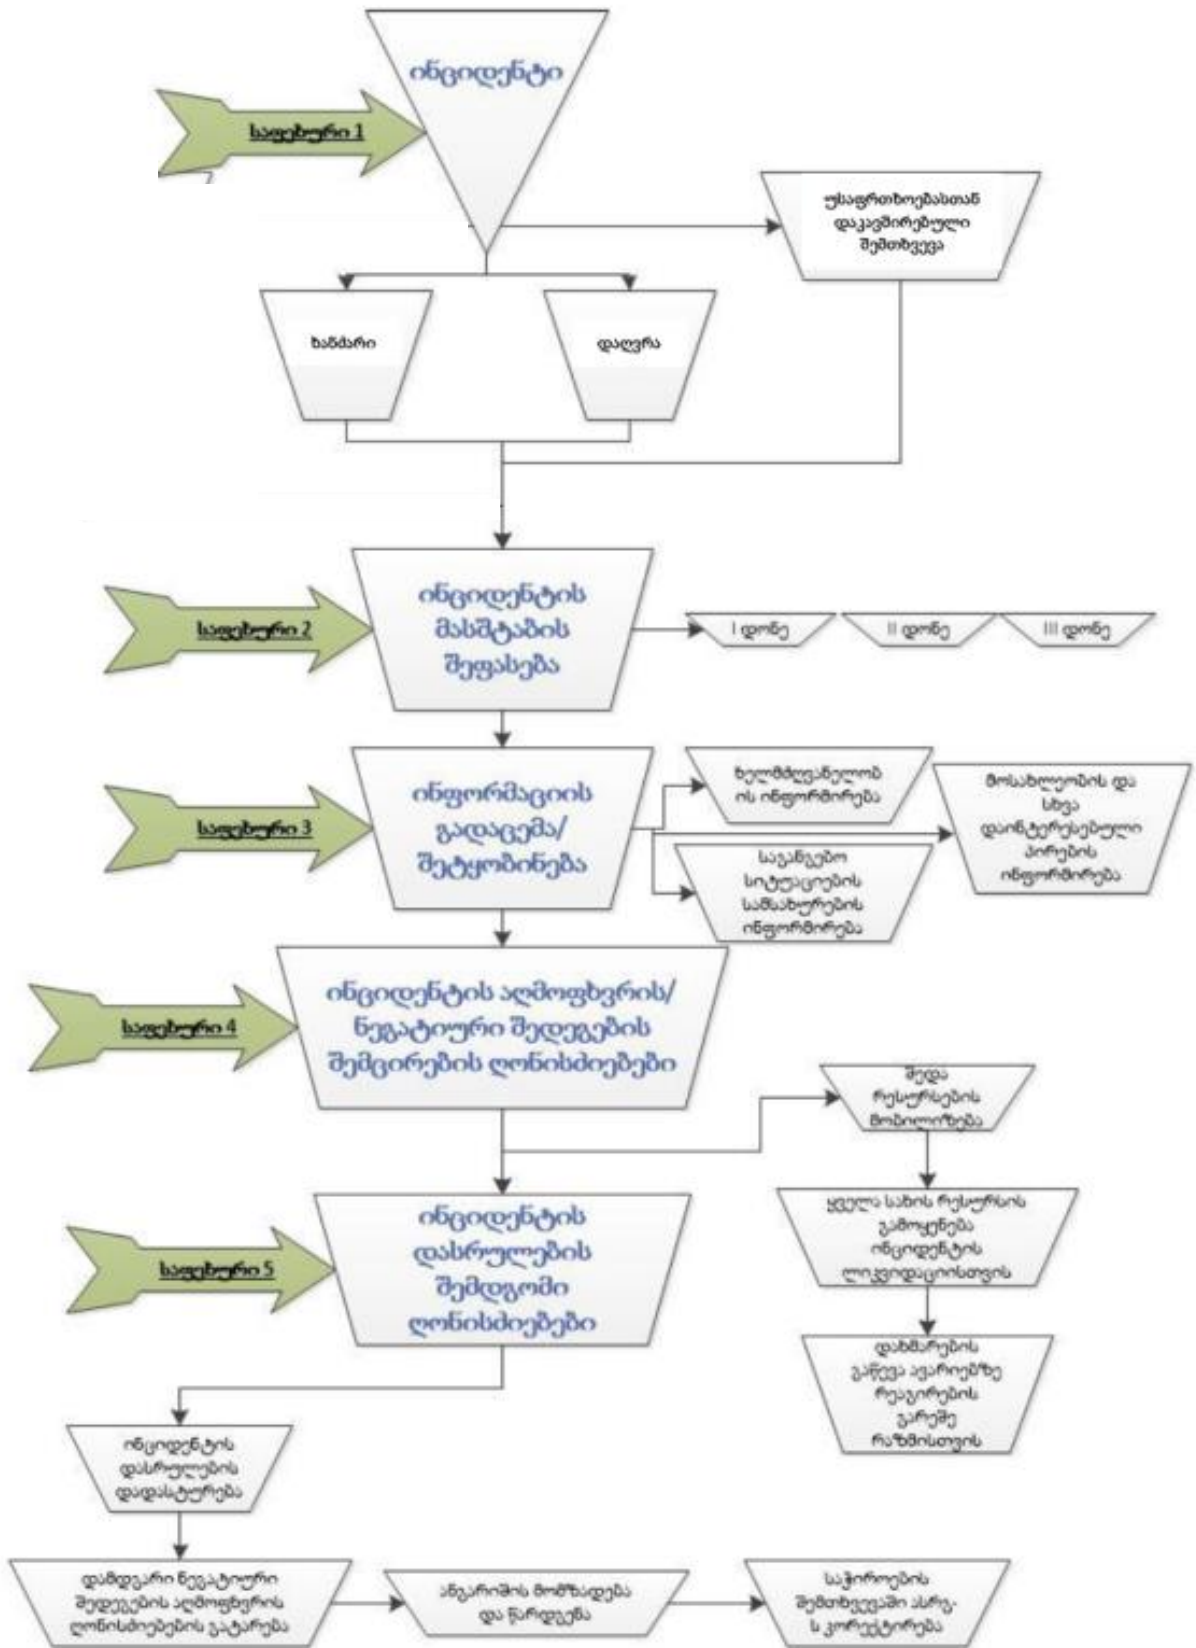 ინციდენტი
საფეხური 1
უსაფრთხოებასთან
დაკავშირებული
შემთხვევა
ხანძარი
დაღვრა
საფეხური 2
ინციდენტის
მასშტაბის
შეფასება
I დონე
II დონე
III დონე
საფეხური 3
ინფორმაციის
გადაცემა/
შეტყობინება
ხელმძღვანელობ
ის ინფორმირება
მოსახლეობის და
სხვა
დაინტერესებული
პირების
ინფორმირება
საგანგებო
სიტუაციების
სამსახურების
ინფორმირება
საფეხური 4
ინციდენტის აღმოფხვრის/
ნეგატიური შედეგების
შემცირების ღონისძიებები
შედა
რესურსების
მობილიზება
საფეხური 5
ინციდენტის
დასრულების
შემდგომი
ღონისძიებები
ყველა სახის რესურსის
გამოყენება
ინციდენტის
ლიკვიდაციისთვის
დახმარების
გაწევა ავარიებზე
რეაგირების
გარეშე
რაზმისთვის
ინციდენტის
დასრულების
დადასტურება
დამდგარი ნეგატიური
შედეგების აღმოფხვრის
ღონისძიებების გატარება
ანგარიშის მომზადება
და წარდგენა
საჭიროების
შემთხვევაში ასრგ-
ს კორექტირება